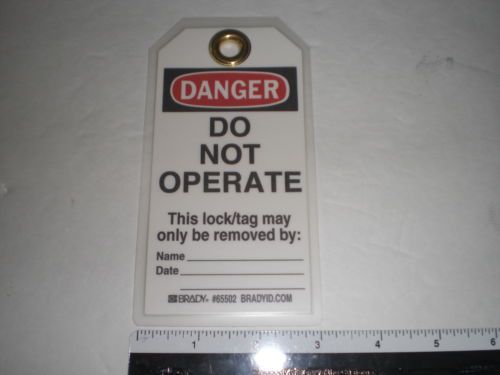 DANGER
DO
NOT
OPERATE
This lock/tag may
only be removed by:
Name
Date
BRADY® #65502 BRADYID.COM
1 2 3 4 5 6